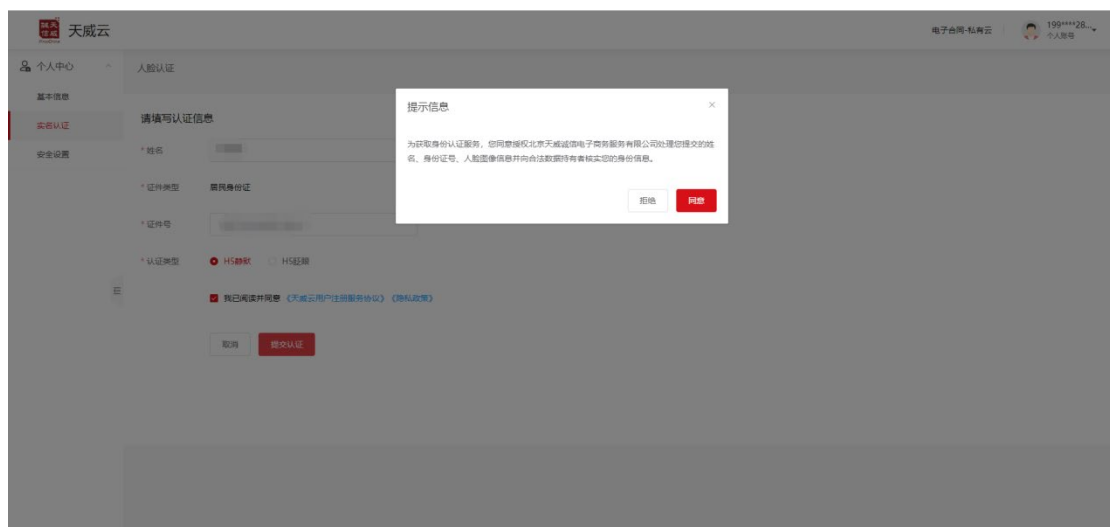 天威云
电子合同-私有云
199****28...
个人账号
个人中心
人脸认证
基本信息
实名认证
安全设置
请填写认证信息
* 姓名
* 证件类型 居民身份证
* 证件号
* 认证类型 H5静默 H5眨眼
我已阅读并同意 《天威云用户注册服务协议》 《隐私政策》
取消 提交认证
提示信息
为获取身份认证服务，您同意授权北京天威诚信电子商务服务有限公司处理您提交的姓
名、身份证号、人脸图像信息并向合法数据持有者核实您的身份信息。
拒绝 同意